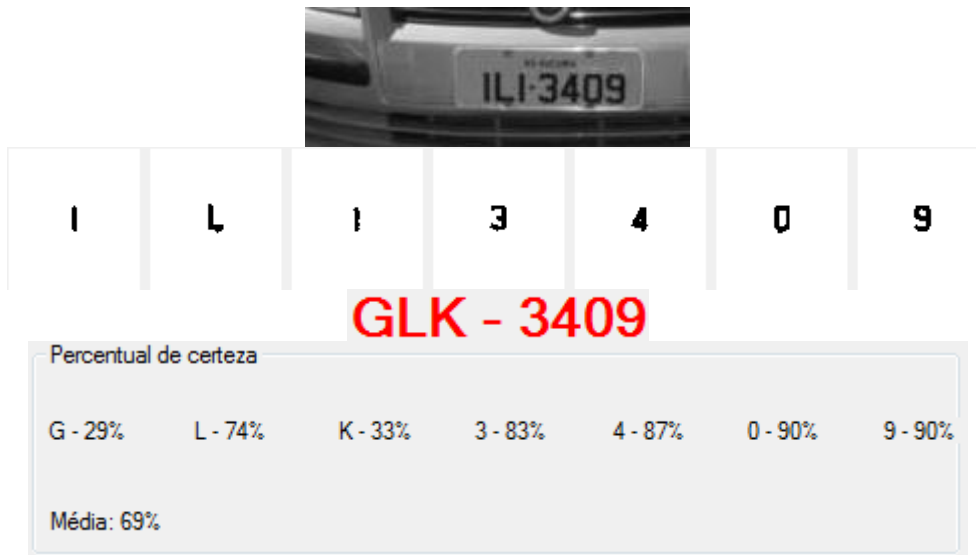 ILI·3409
I L I 3 4 0 9
GLK - 3409
Percentual de certeza
G - 29% L - 74% K - 33% 3 - 83% 4 - 87% 0 - 90% 9 - 90%
Média: 69%